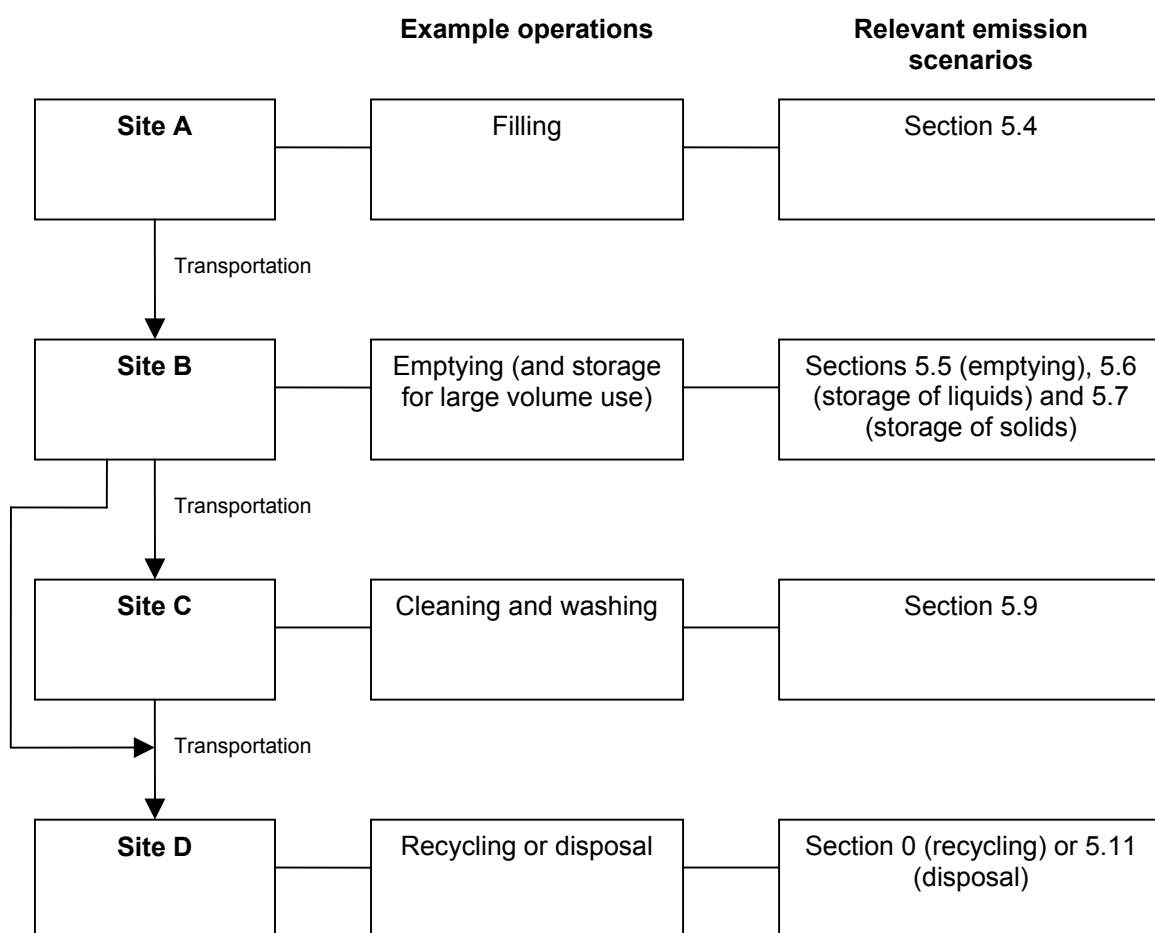 Example operations
Relevant emission
scenarios
Site A
Filling
Section 5.4
Transportation
Site B
Emptying (and storage
for large volume use)
Sections 5.5 (emptying), 5.6
(storage of liquids) and 5.7
(storage of solids)
Transportation
Site C
Cleaning and washing
Section 5.9
Transportation
Site D
Recycling or disposal
Section 0 (recycling) or 5.11
(disposal)